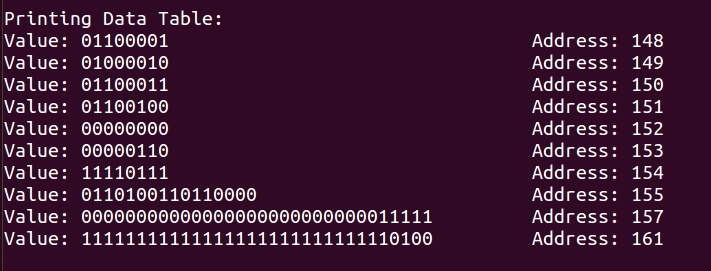 Printing Data Table:
Value: 01100001 Address: 148
Value: 01000010 Address: 149
Value: 01100011 Address: 150
Value: 01100100 Address: 151
Value: 00000000 Address: 152
Value: 00000110 Address: 153
Value: 11110111 Address: 154
Value: 0110100110110000 Address: 155
Value: 00000000000000000000000000011111 Address: 157
Value: 11111111111111111111111111110100 Address: 161